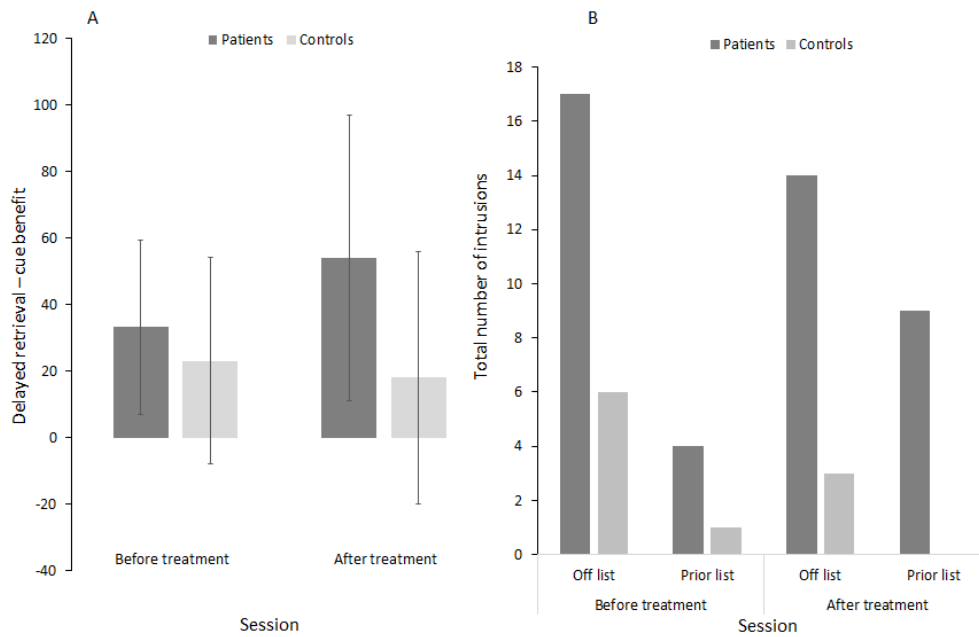 A
Patients Controls
Delayed retrieval – cue benefit
120
100
80
60
40
20
0
-20
-40
Before treatment After treatment
Session
B
Patients Controls
Total number of intrusions
18
16
14
12
10
8
6
4
2
0
Off list Prior list Off list Prior list
Before treatment After treatment
Session